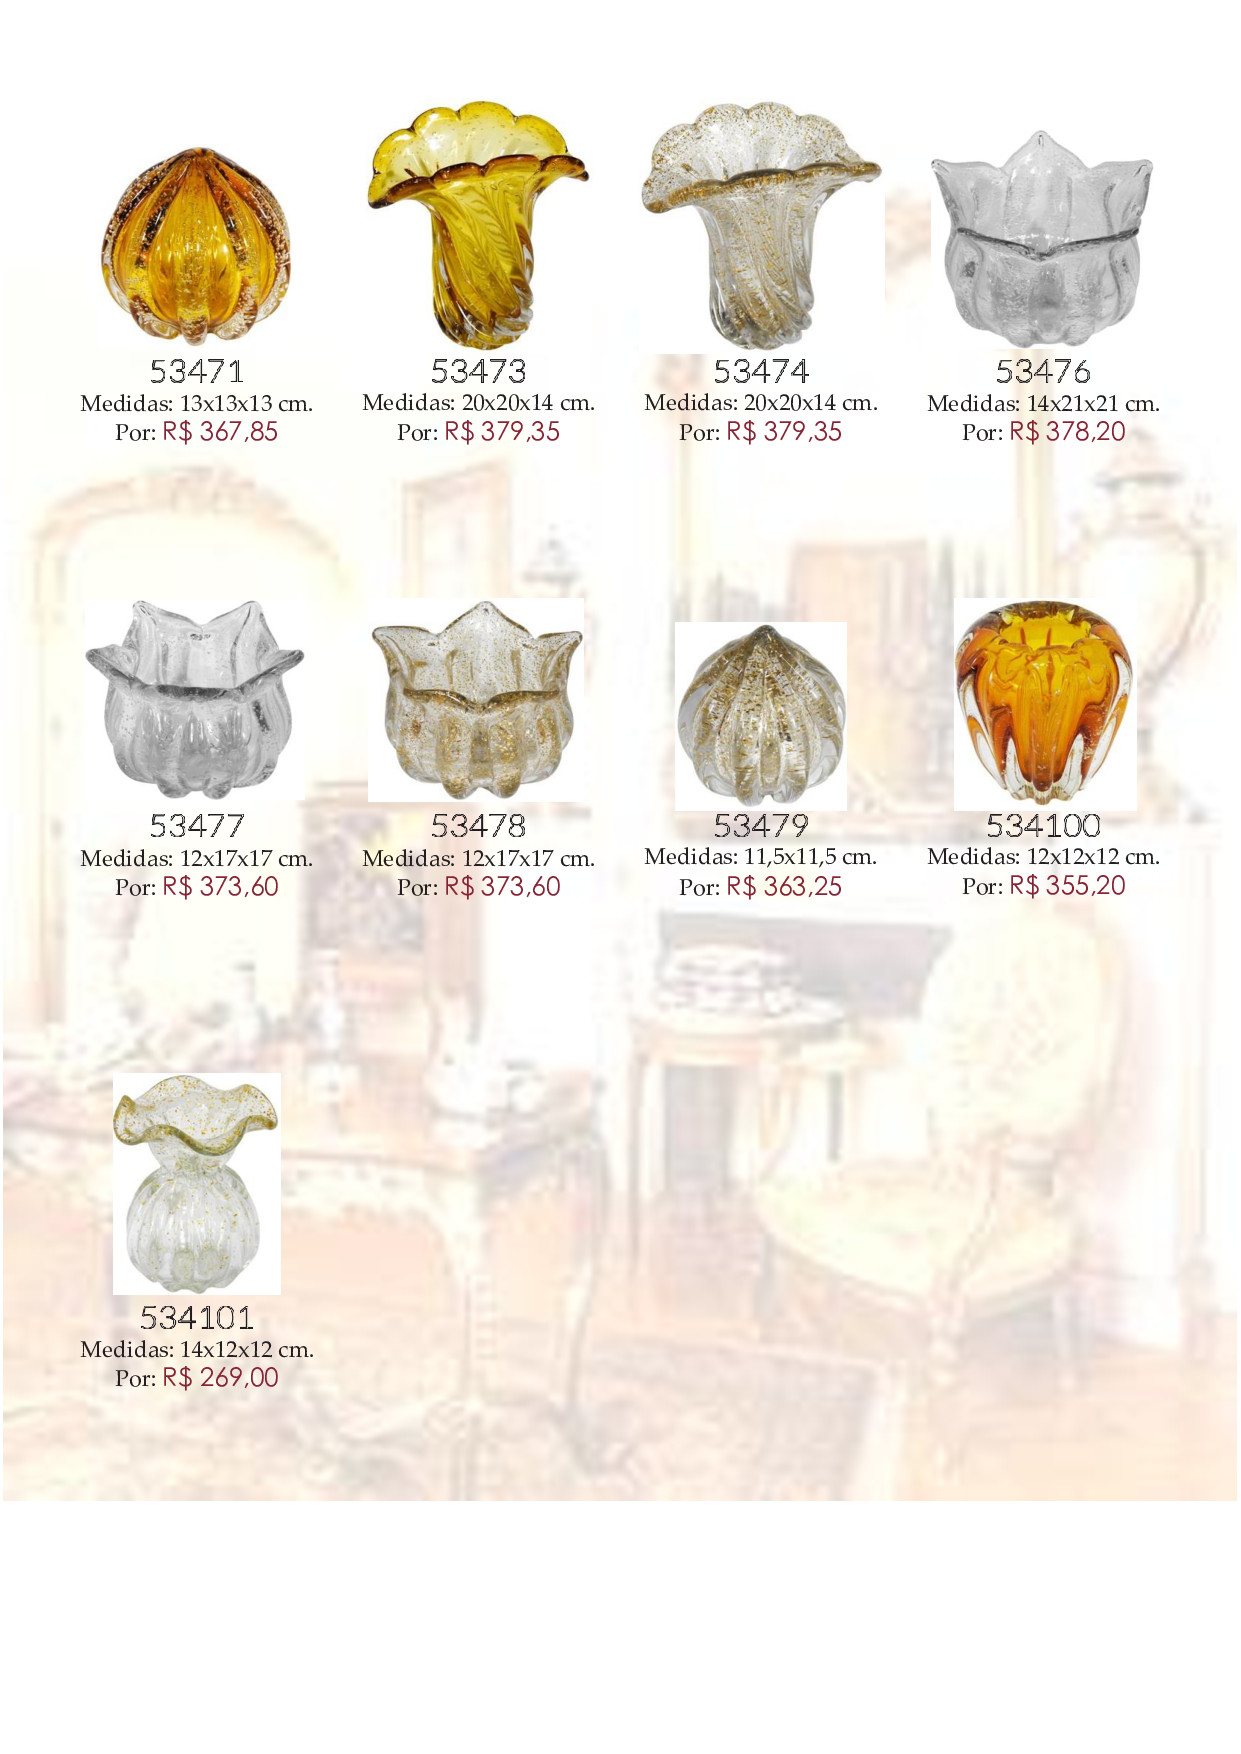 53471
Medidas: 13x13x13 cm.
Por: R$ 367,85
53473
Medidas: 20x20x14 cm.
Por: R$ 379,35
53474
Medidas: 20x20x14 cm.
Por: R$ 379,35
53476
Medidas: 14x21x21 cm.
Por: R$ 378,20
53477
Medidas: 12x17x17 cm.
Por: R$ 373,60
53478
Medidas: 12x17x17 cm.
Por: R$ 373,60
53479
Medidas: 11,5x11,5 cm.
Por: R$ 363,25
534100
Medidas: 12x12x12 cm.
Por: R$ 355,20
534101
Medidas: 14x12x12 cm.
Por: R$ 269,00